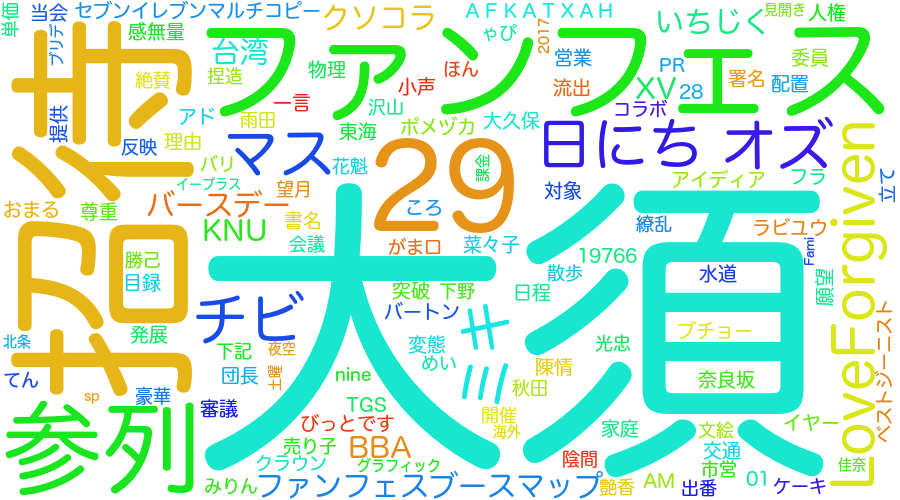 単価
当会
セブンイレブンマルチコピー
クソコラ
ＡＦＫＡＴＸＡＨ
見開き
人権
ブリデ
感無量
台湾
ゃぴ
2017
いちじく
営業
委員
招待
ファンフェス
絶賛
捏造
物理
小声
ほん
PR
署名
配置
流出
XV
28
提供
アド
一言
沢山
コラボ
雨田
東海
ポメヅカ
大久保
反映
理由
マス
29
日にち
オズ
バリ
花魁
課金
イープラス
望月
対象
アイディア
フラ
立て
おまる
尊重
バースデー
ころ
書名
KNU
会議
がま口
菜々子
繚乱
ラビユウ
Fami
19766
勝己
目録
大須
散歩
水道
願望
LoveForgiven
チビ
突破
下野
日程
バートン
発展
井
ブチョー
北条
下記
夜空
変態
めい
光忠
陳情
ベストジーニスト
てん
団長
土曜
nine
三
秋田
奈良坂
sp
豪華
審議
TGS
開催
イヤー
参列
びっとです
海外
家庭
文絵
売り子
BBA
交通
クラウン
グラフィック
陰間
市営
佳奈
みりん
ファンフェスブースマップ
艶香
AM
出番
01
ケーキ